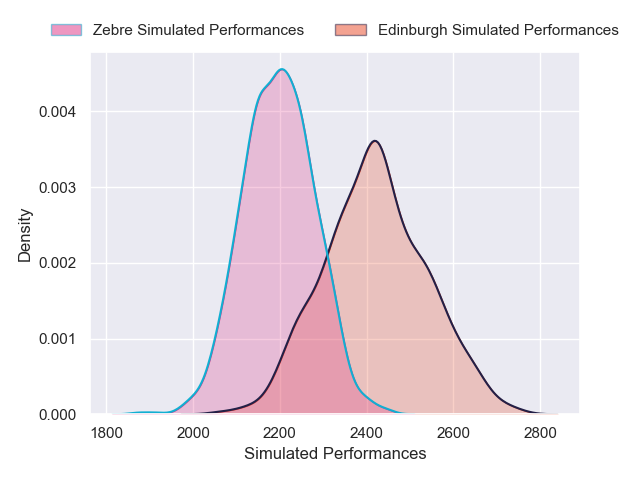 Zebre Simulated Performances Edinburgh Simulated Performances
0.004
0.003
0.002
0.001
0.000
Density
1800 2000 2200 2400 2600 2800
Simulated Performances